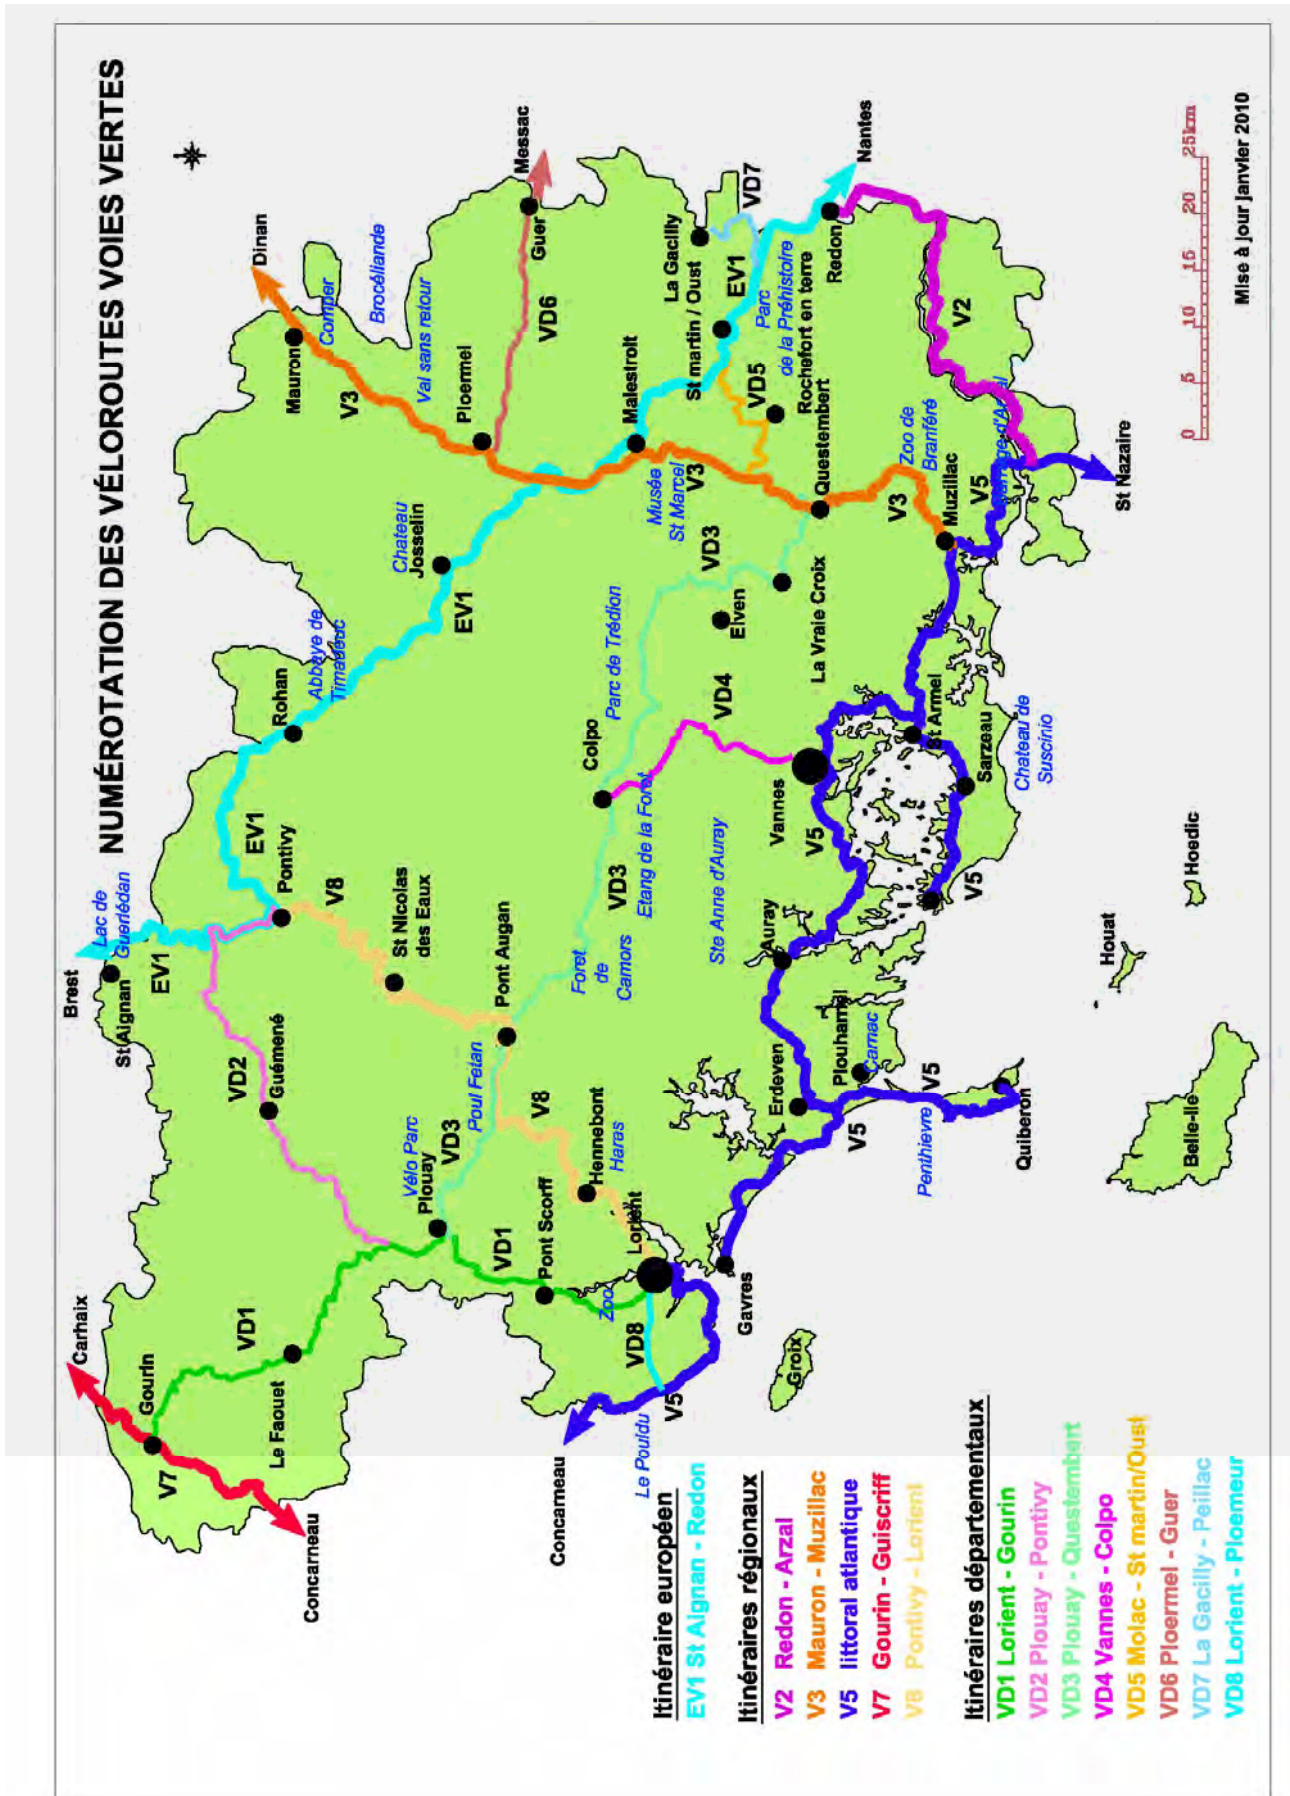 NUMÉROTATION DES VÉLOROUTES VOIES VERTES
Carhaix
Gourin
V7
Concarneau
VD1
Le Faouet
Brest
Lac de
Guerlédan
St Aignan
EV1
VD2
Guémené
Pontivy
EV1
V8
St Nicolas
des Eaux
Rohan
Abbaye de
Timadeuc
EV1
Chateau
Josselin
Dinan
Mauron
Comper
V3
Brocéliande
Val sans retour
Ploermel
Messac
Guer
VD6
Vélo Parc
Plouay
VD3
Poul Fetan
Pont Augan
VD1
Pont Scorff
V8
Hennebont
Haras
Lorient
Zoo
VD8
Concarneau
Le Pouldu
V5
Groix
Gavres
Foret
de
Camors
VD3
Etang de la Foret
Colpo
Parc de Trédion
VD4
VD3
Elven
La Vraie Croix
Malestroit
Musée
St Marcel
V3
St martin / Oust
La Gacilly
EV1
VD7
VD5
Parc
de la Préhistoire
Rochefort en terre
Questembert
Redon
Nantes
Ste Anne d'Auray
Vannes
V5
Auray
Erdeven
Plouharnel
Carnac
V5
V5
Penthievre
Quiberon
Belle-Ile
Houat
Hoedic
St Armel
Sarzeau
V5
Chateau de
Suscinio
V3
Zoo de
Branféré
Muzillac
V5
Barrage d'Arzal
V2
St Nazaire
0 5 10 15 20 25km
Mise à jour janvier 2010
Itinéraire européen
EV1 St Aignan - Redon
Itinéraires régionaux
V2 Redon - Arzal
V3 Mauron - Muzillac
V5 littoral atlantique
V7 Gourin - Guiscriff
V8 Pontivy - Lorient
Itinéraires départementaux
VD1 Lorient - Gourin
VD2 Plouay - Pontivy
VD3 Plouay - Questembert
VD4 Vannes - Colpo
VD5 Molac - St martin/Oust
VD6 Ploermel - Guer
VD7 La Gacilly - Peillac
VD8 Lorient - Ploemeur